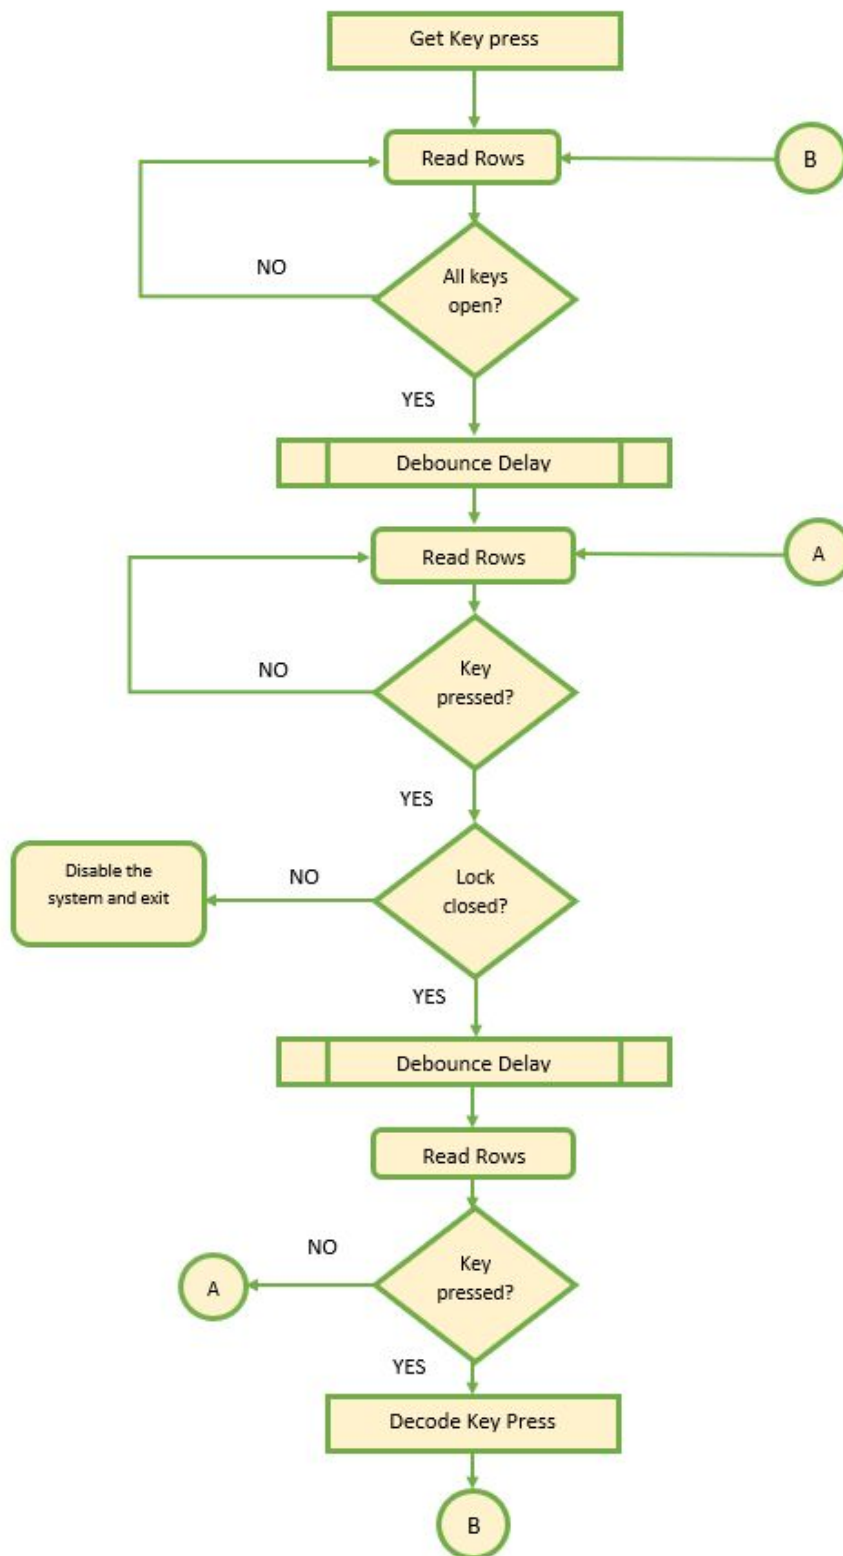 Get Key press
Read Rows
B
NO
All keys
open?
YES
Debounce Delay
Read Rows
A
NO
Key
pressed?
YES
Disable the
system and exit
NO
Lock
closed?
YES
Debounce Delay
Read Rows
NO
A
Key
pressed?
YES
Decode Key Press
B